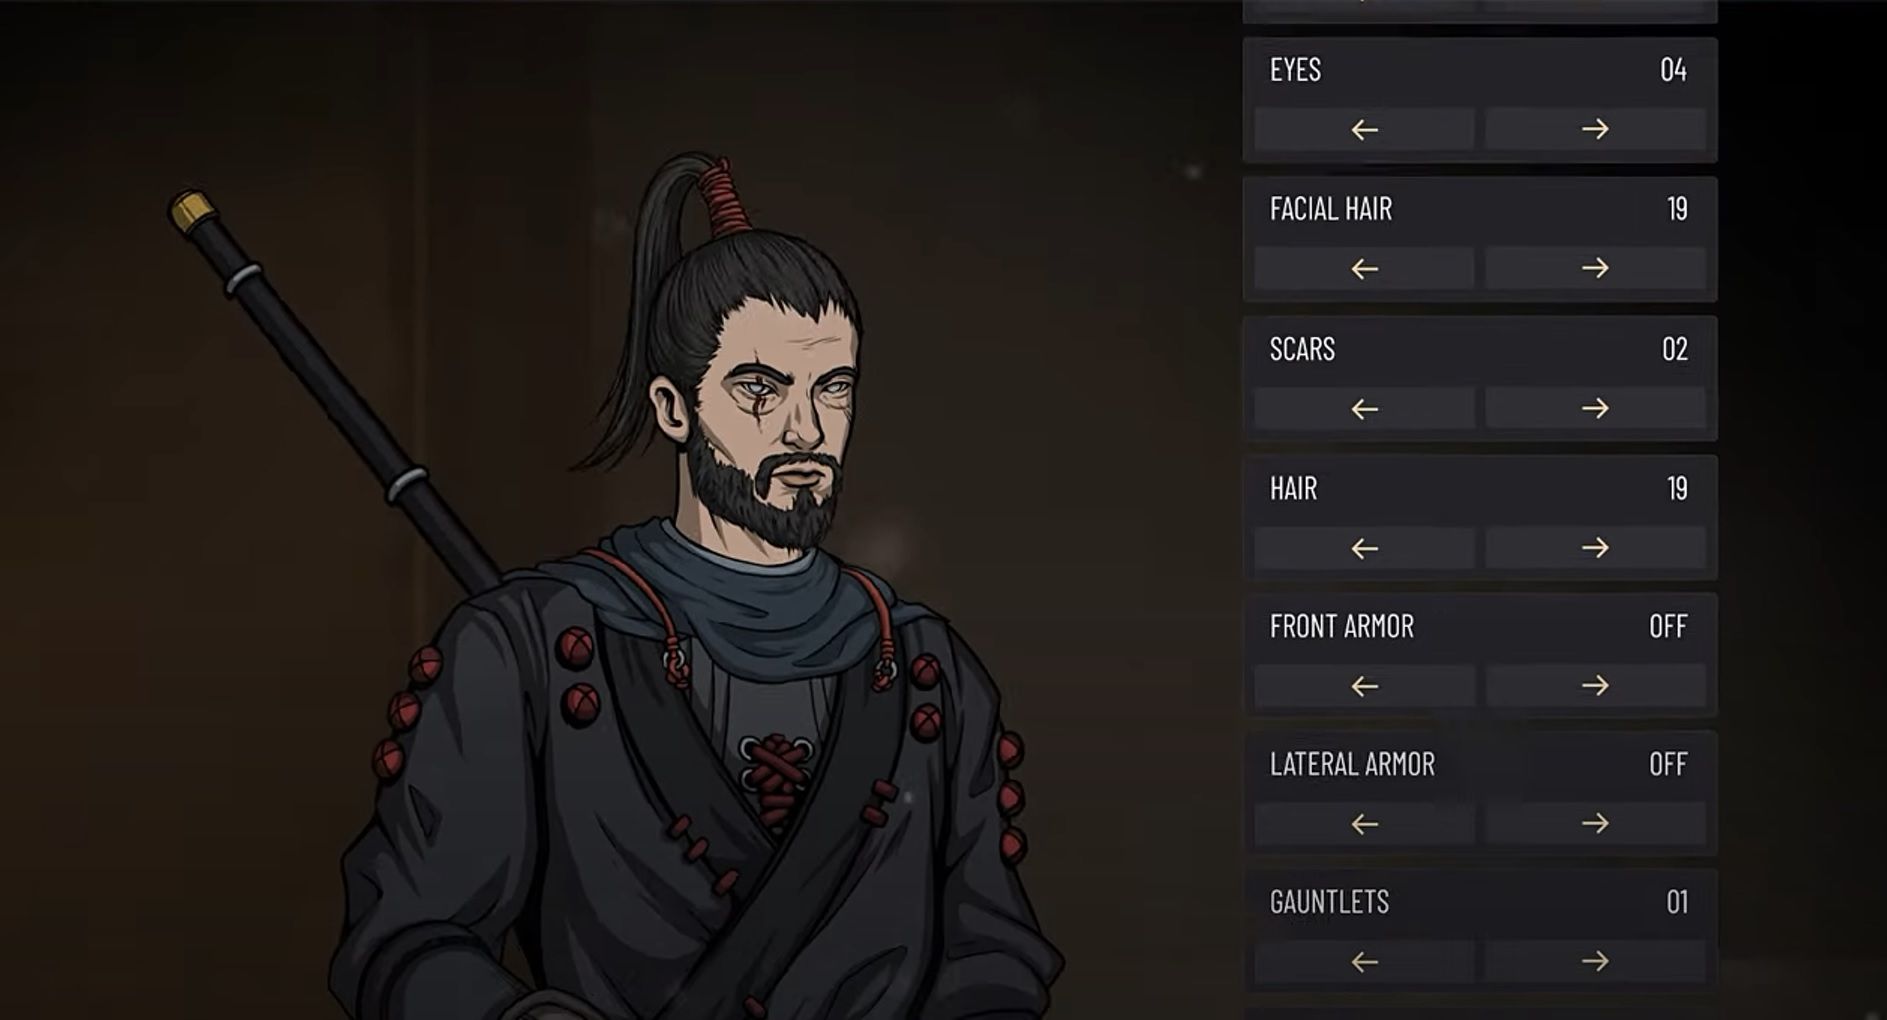 EYES 04
← →
FACIAL HAIR 19
← →
SCARS 02
← →
HAIR 19
← →
FRONT ARMOR OFF
← →
LATERAL ARMOR OFF
← →
GAUNTLETS 01
← →